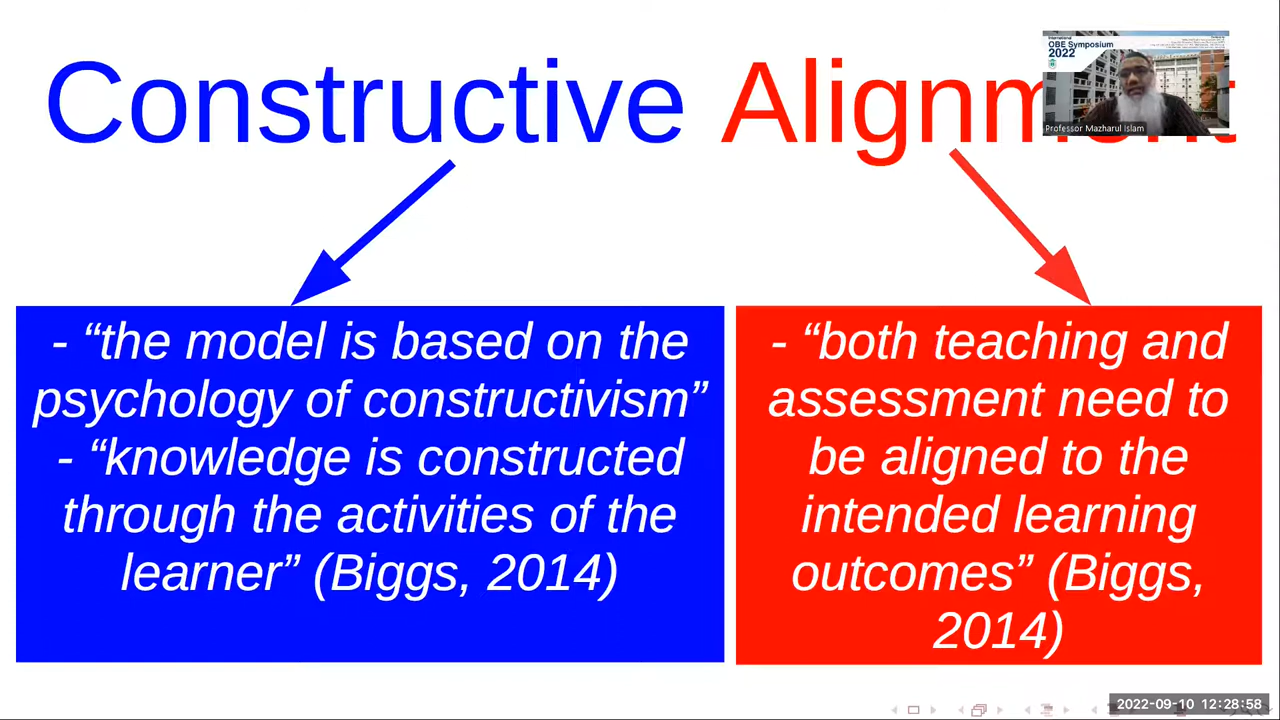 Constructive Alignment
International
OBE Symposium
2022
Professor Mazharul Islam
- “the model is based on the
psychology of constructivism”
- “knowledge is constructed
through the activities of the
learner” (Biggs, 2014)
- “both teaching and
assessment need to
be aligned to the
intended learning
outcomes” (Biggs,
2014)
2022-09-10 12:28:58